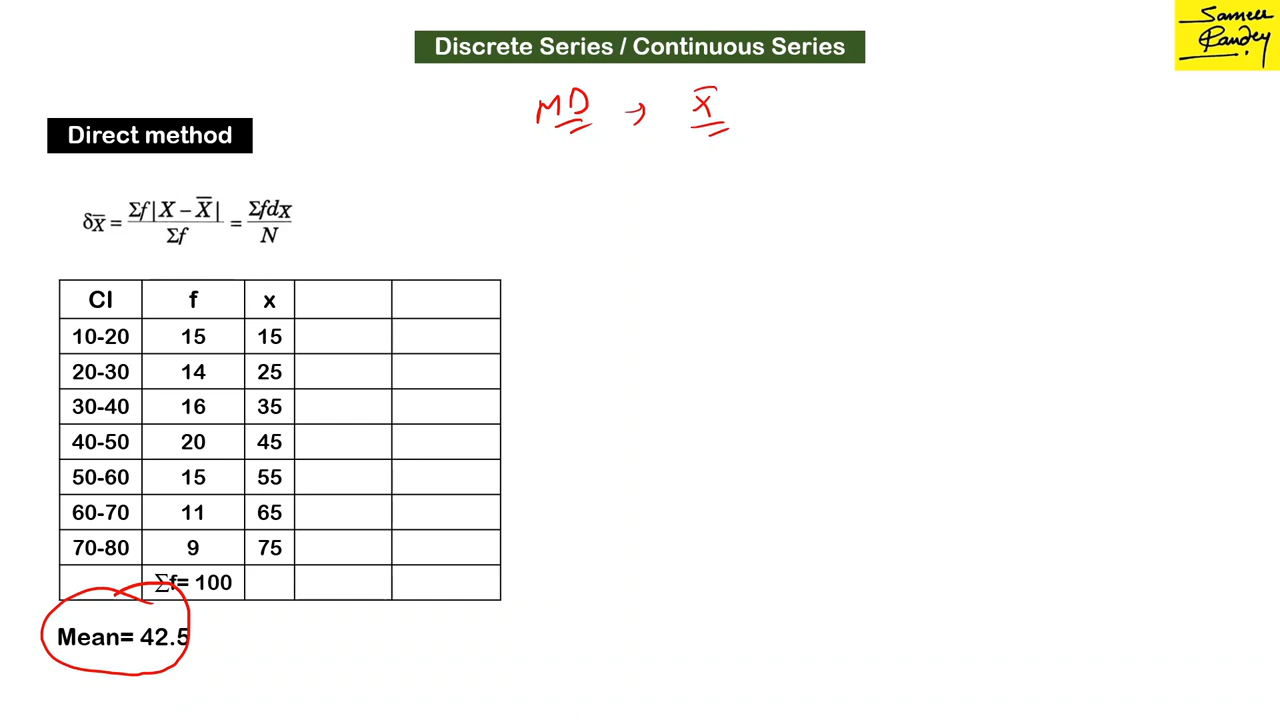 Discrete Series / Continuous Series
Sameer
Pandey
MD → X̅
Direct method
δX̅ = Σf|X – X̅| / Σf = Σfdx / N
CI f x
10-20 15 15
20-30 14 25
30-40 16 35
40-50 20 45
50-60 15 55
60-70 11 65
70-80 9 75
Σf= 100
Mean= 42.5